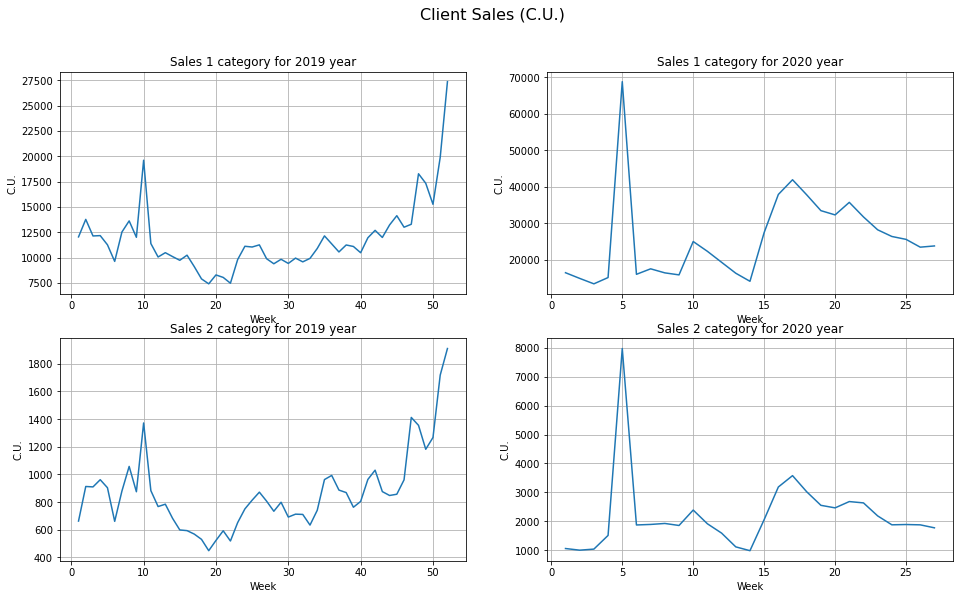 Client Sales (C.U.)
Sales 1 category for 2019 year
27500
25000
22500
20000
17500
15000
12500
10000
7500
C.U.
0 10 20 30 40 50
Week
Sales 1 category for 2020 year
70000
60000
50000
40000
30000
20000
C.U.
0 5 10 15 20 25
Week
Sales 2 category for 2019 year
1800
1600
1400
1200
1000
800
600
400
C.U.
0 10 20 30 40 50
Week
Sales 2 category for 2020 year
8000
7000
6000
5000
4000
3000
2000
1000
C.U.
0 5 10 15 20 25
Week